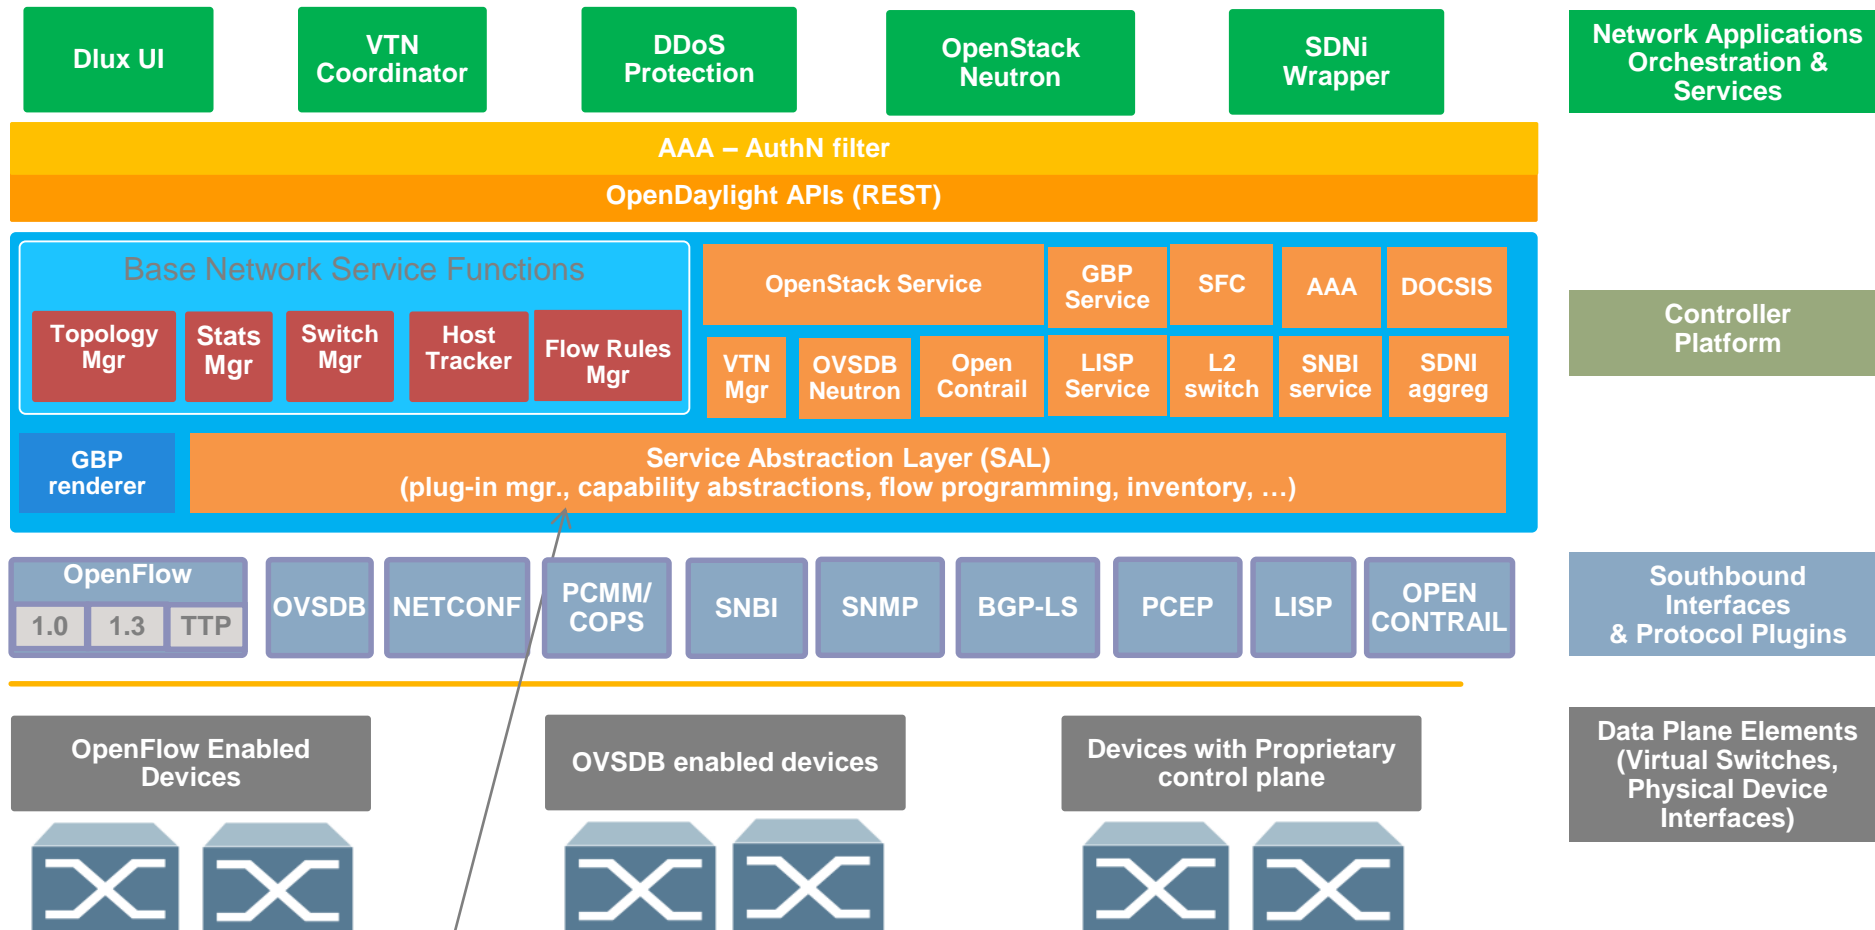 Dlux UI
VTN
Coordinator
DDoS
Protection
OpenStack
Neutron
SDNi
Wrapper
Network Applications
Orchestration &
Services
AAA – AuthN filter
OpenDaylight APIs (REST)
Base Network Service Functions
Topology
Mgr
Stats
Mgr
Switch
Mgr
Host
Tracker
Flow Rules
Mgr
OpenStack Service
GBP
Service
SFC
AAA
DOCSIS
VTN
Mgr
OVSDB
Neutron
Open
Contrail
LISP
Service
L2
switch
SNBI
service
SDNI
aggreg
Controller
Platform
GBP
renderer
Service Abstraction Layer (SAL)
(plug-in mgr., capability abstractions, flow programming, inventory, …)
OpenFlow
1.0
1.3
TTP
OVSDB
NETCONF
PCMM/
COPS
SNBI
SNMP
BGP-LS
PCEP
LISP
OPEN
CONTRAIL
Southbound
Interfaces
& Protocol Plugins
OpenFlow Enabled
Devices
OVSDB enabled devices
Devices with Proprietary
control plane
Data Plane Elements
(Virtual Switches,
Physical Device
Interfaces)